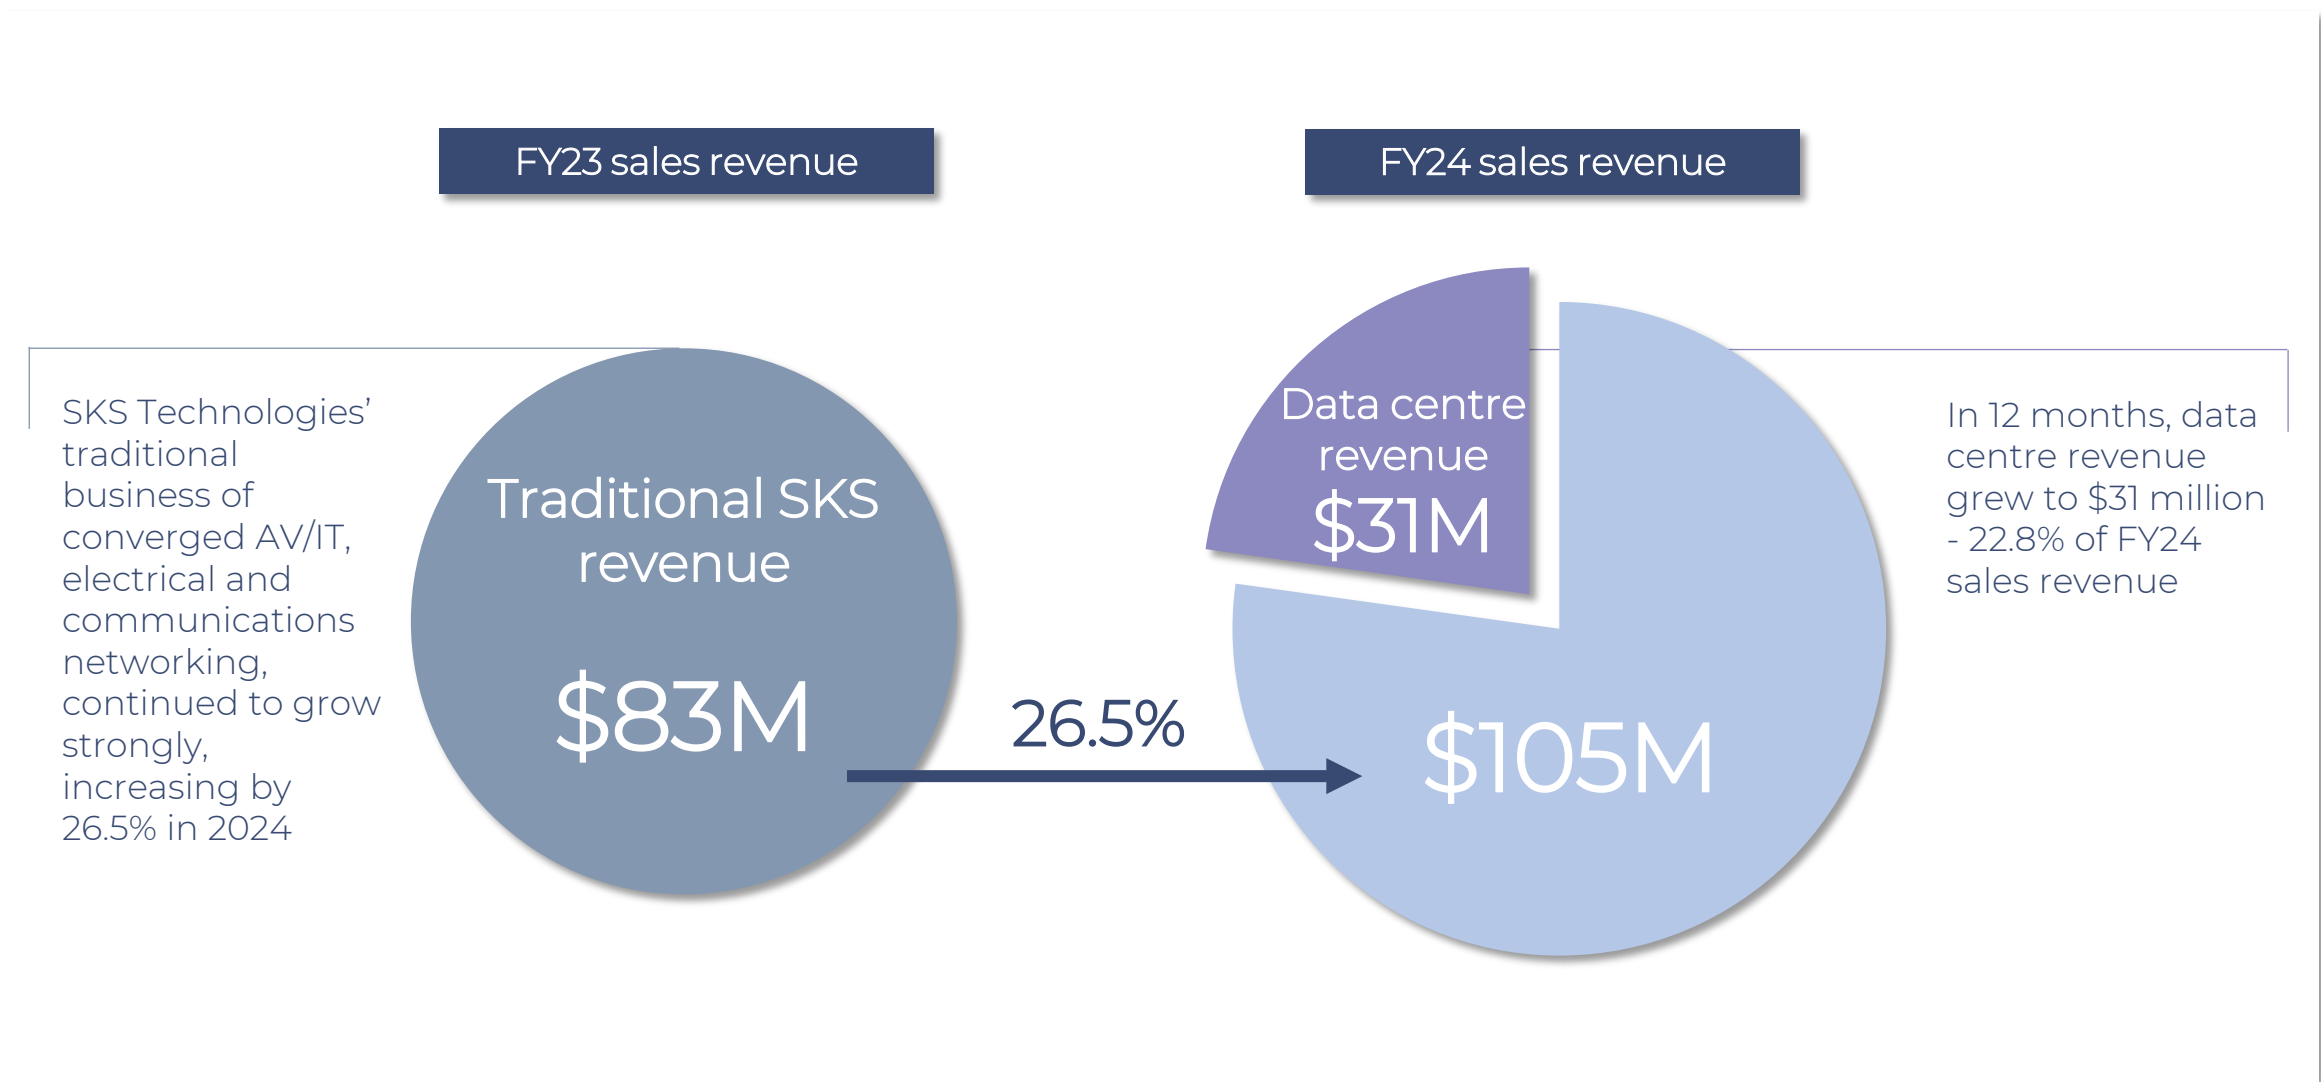 FY23 sales revenue
FY24 sales revenue
SKS Technologies’
traditional
business of
converged AV/IT,
electrical and
communications
networking,
continued to grow
strongly,
increasing by
26.5% in 2024
Traditional SKS
revenue
$83M
26.5%
Data centre
revenue
$31M
$105M
In 12 months, data
centre revenue
grew to $31 million
- 22.8% of FY24
sales revenue